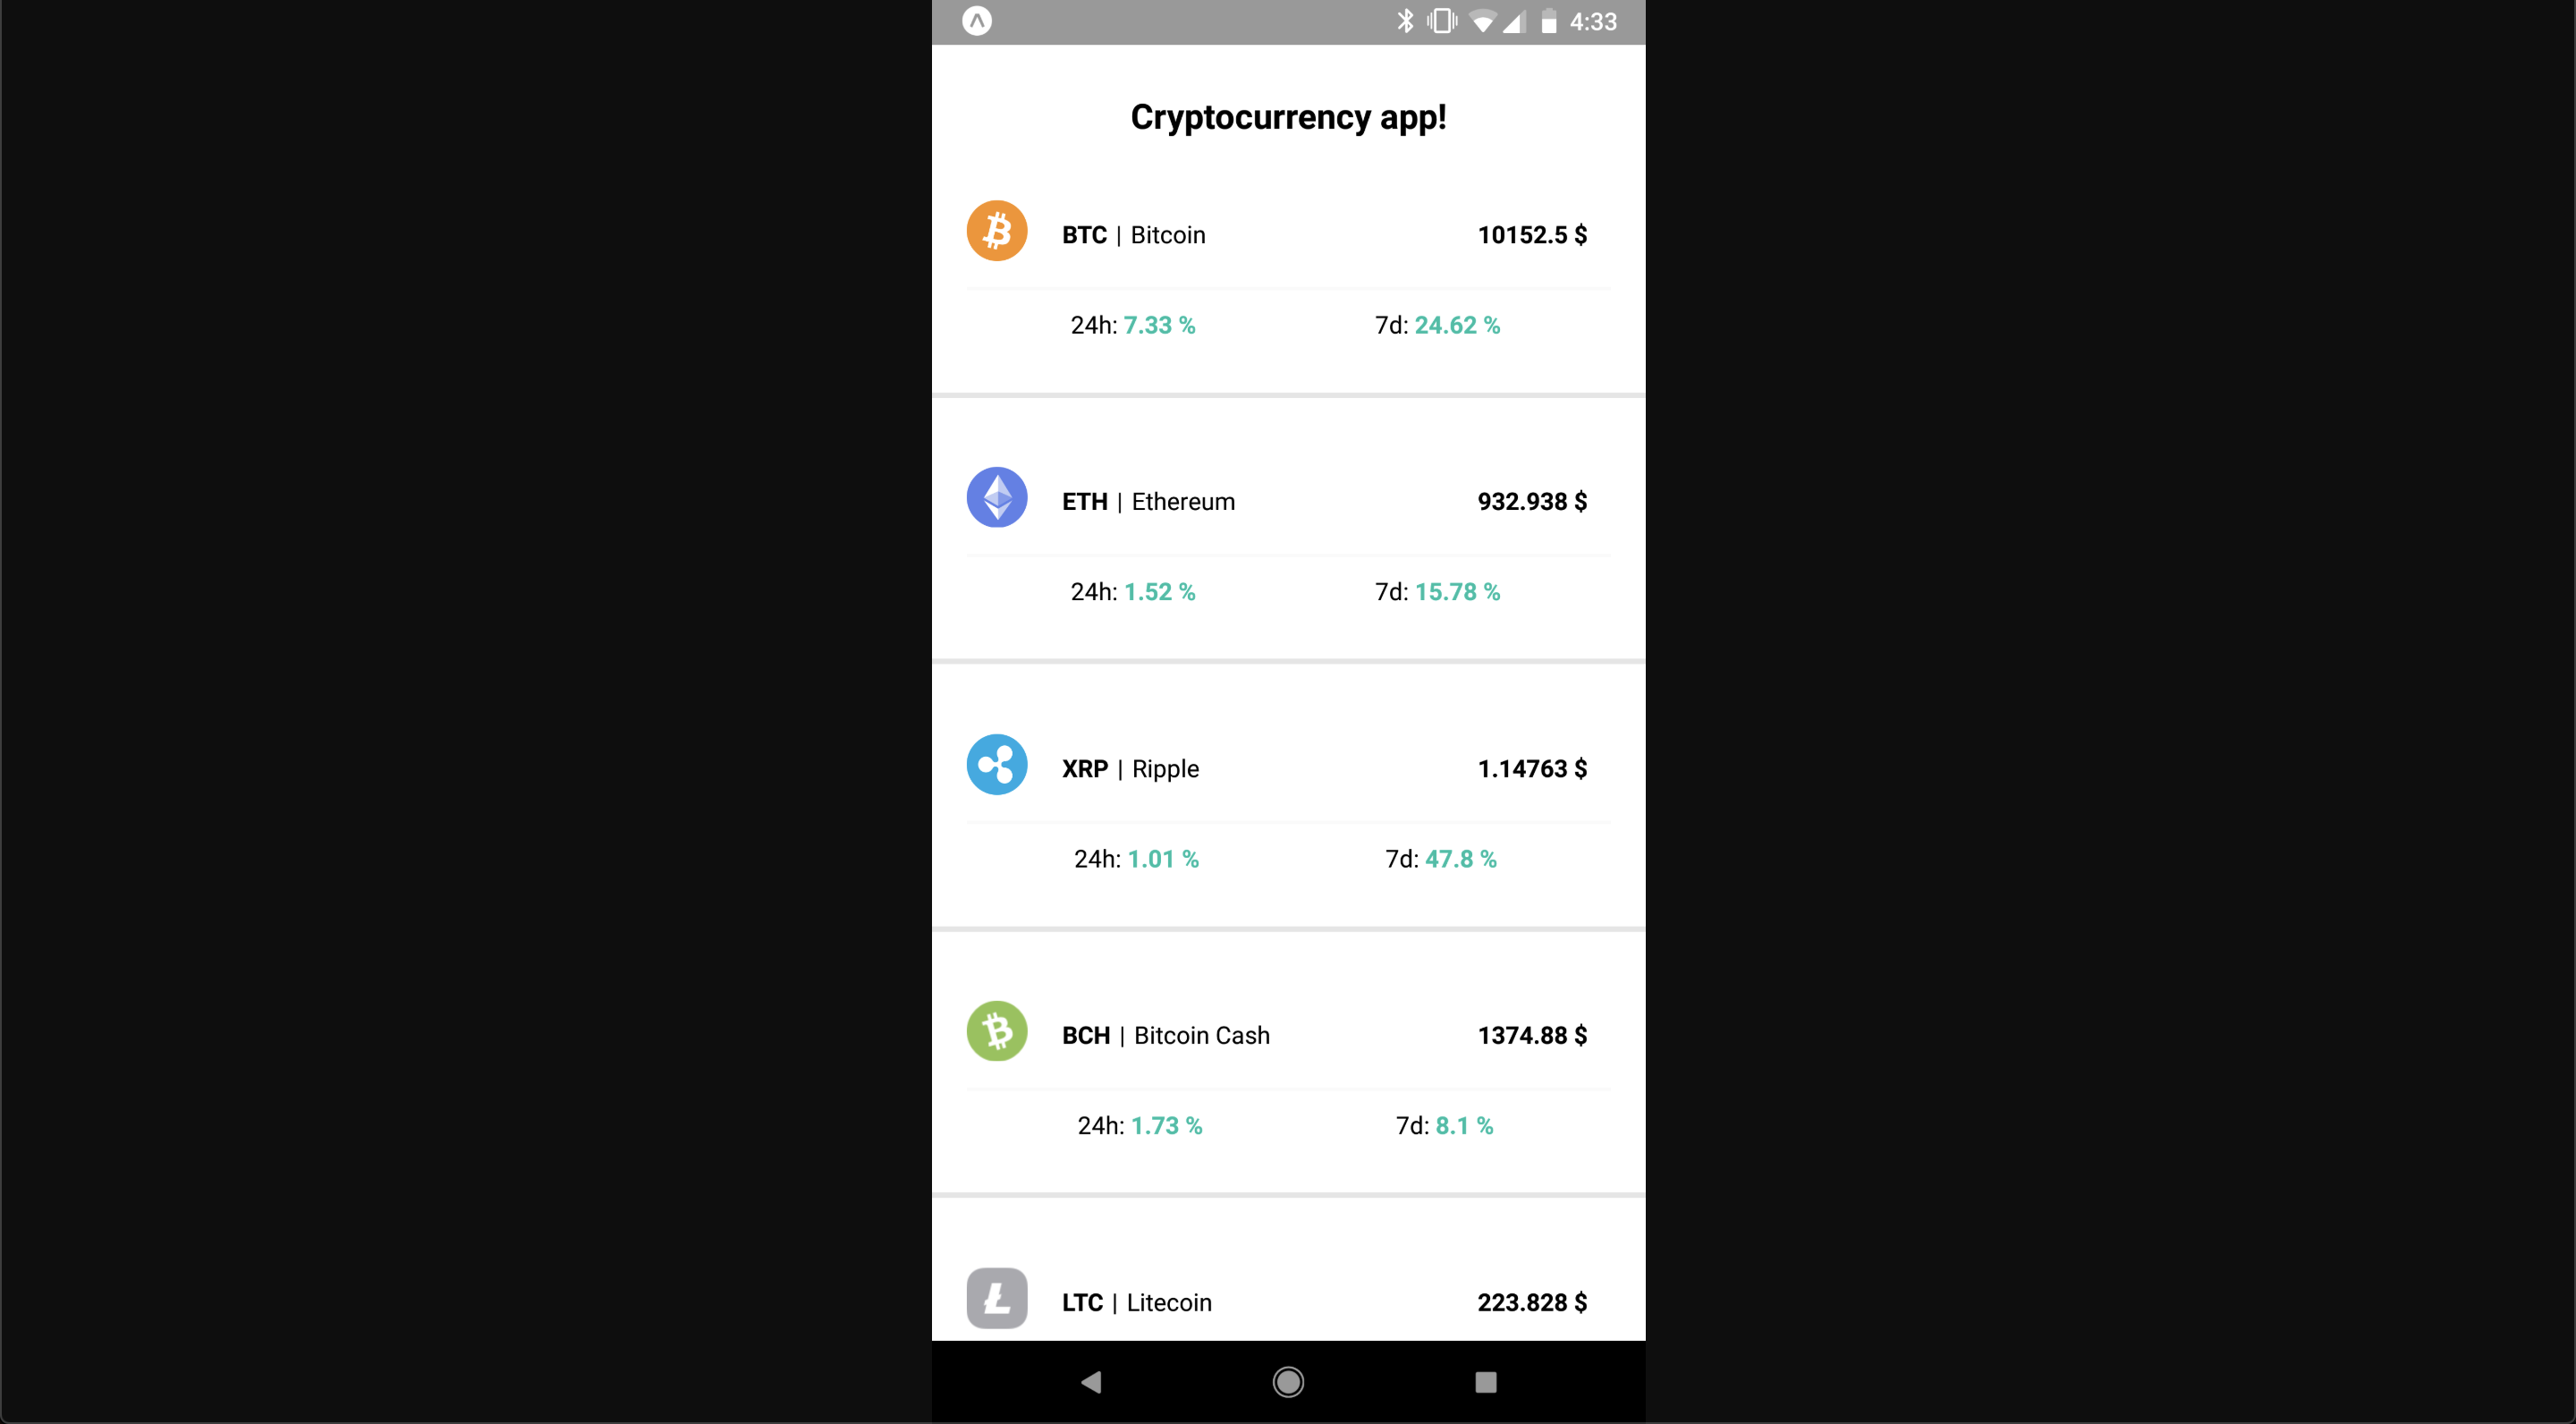 4:33
Cryptocurrency app!
BTC | Bitcoin 10152.5 $
24h: 7.33 % 7d: 24.62 %
ETH | Ethereum 932.938 $
24h: 1.52 % 7d: 15.78 %
XRP | Ripple 1.14763 $
24h: 1.01 % 7d: 47.8 %
BCH | Bitcoin Cash 1374.88 $
24h: 1.73 % 7d: 8.1 %
LTC | Litecoin 223.828 $